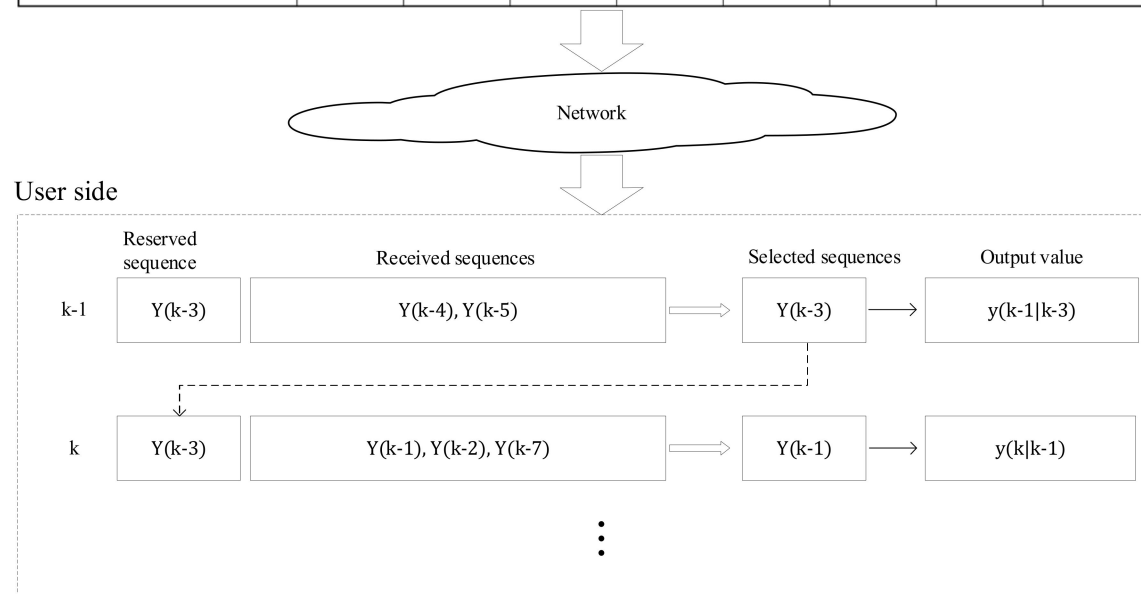 Network
User side
Reserved
sequence
Received sequences
Selected sequences
Output value
k-1
Y(k-3)
Y(k-4), Y(k-5)
Y(k-3)
y(k-1|k-3)
k
Y(k-3)
Y(k-1), Y(k-2), Y(k-7)
Y(k-1)
y(k|k-1)